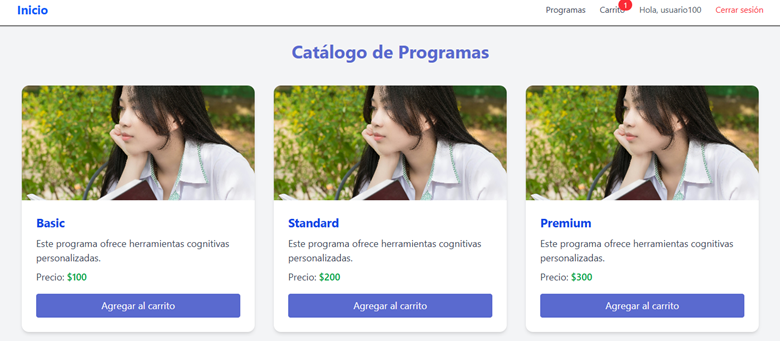 Inicio
Programas Carrito 1 Hola, usuario100 Cerrar sesión
Catálogo de Programas
Basic
Este programa ofrece herramientas cognitivas
personalizadas.
Precio: $100
Agregar al carrito
Standard
Este programa ofrece herramientas cognitivas
personalizadas.
Precio: $200
Agregar al carrito
Premium
Este programa ofrece herramientas cognitivas
personalizadas.
Precio: $300
Agregar al carrito